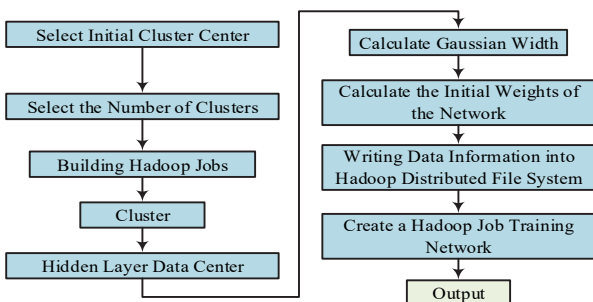 Select Initial Cluster Center
Select the Number of Clusters
Building Hadoop Jobs
Cluster
Hidden Layer Data Center
Calculate Gaussian Width
Calculate the Initial Weights of
the Network
Writing Data Information into
Hadoop Distributed File System
Create a Hadoop Job Training
Network
Output